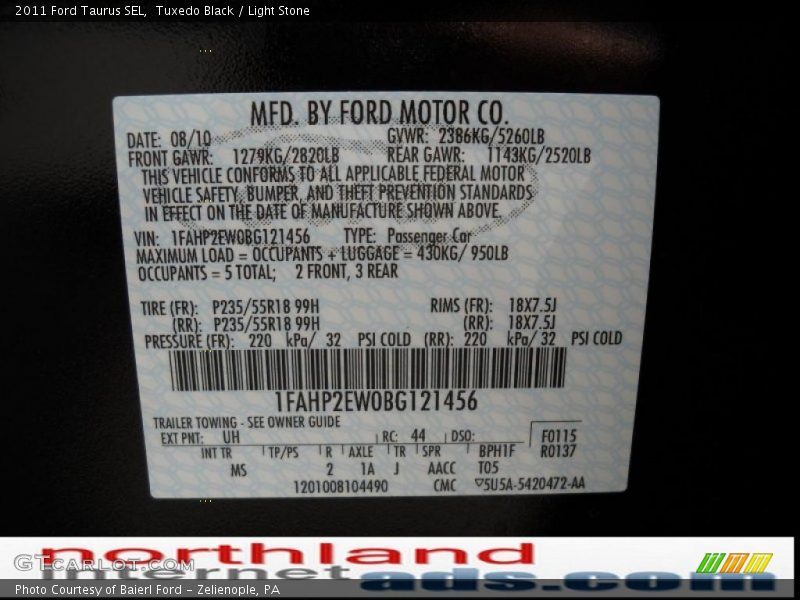 2011 Ford Taurus SEL,  Tuxedo Black / Light Stone
MFD. BY FORD MOTOR CO.
DATE: 08/10 GVWR: 2386KG/5260LB
FRONT GAWR: 1279KG/2820LB REAR GAWR: 1143KG/2520LB
THIS VEHICLE CONFORMS TO ALL APPLICABLE FEDERAL MOTOR
VEHICLE SAFETY, BUMPER, AND THEFT PREVENTION STANDARDS
IN EFFECT ON THE DATE OF MANUFACTURE SHOWN ABOVE.
VIN: 1FAHP2EW0BG121456 TYPE: Passenger Car
MAXIMUM LOAD = OCCUPANTS + LUGGAGE = 430KG/ 950LB
OCCUPANTS = 5 TOTAL; 2 FRONT, 3 REAR
TIRE (FR): P235/55R18 99H RIMS (FR): 18X7.5J
(RR): P235/55R18 99H (RR): 18X7.5J
PRESSURE (FR): 220 kPa/ 32 PSI COLD (RR): 220 kPa/ 32 PSI COLD
1FAHP2EW0BG121456
TRAILER TOWING - SEE OWNER GUIDE
EXT PNT: UH RC: 44 DSO: F0115
INT TR TP/PS R AXLE TR SPR BPH1F R0137
MS 2 1A J AACC T05
1201008104490 CMC 5U5A-5420472-AA
northland
internet ads.com
GTCarLot.com
Photo Courtesy of Baierl Ford - Zelienople, PA